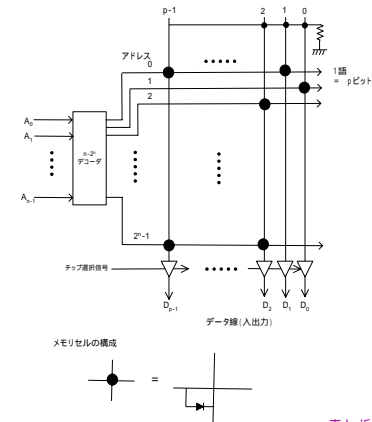 p-1 2 1 0
アドレス
0
1語
= pビット
1
2
A0
A1
n-2ⁿ
デコーダ
An-1
2ⁿ-1
チップ選択信号
Dp-1 D2 D1 D0
データ線(入出力)
メモリセルの構成
=